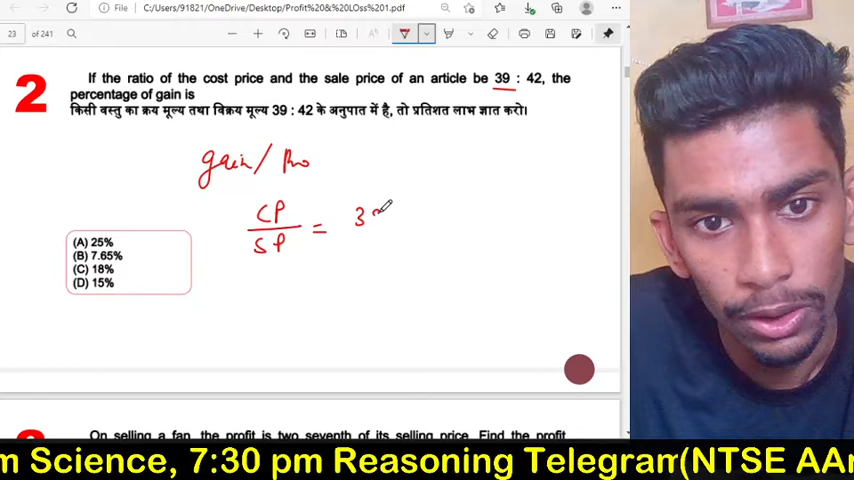 File
C:/Users/91821/OneDrive/Desktop/Profit%20&%20LOss%201.pdf
23 of 241
2
If the ratio of the cost price and the sale price of an article be 39 : 42, the
percentage of gain is
किसी वस्तु का क्रय मूल्य तथा विक्रय मूल्य 39 : 42 के अनुपात में है, तो प्रतिशत लाभ ज्ञात करो।
gain/Pro
CP
SP
= 3
(A) 25%
(B) 7.65%
(C) 18%
(D) 15%
On selling a fan, the profit is two seventh of its selling price. Find the profit
m Science, 7:30 pm Reasoning Telegram(NTSE AAr